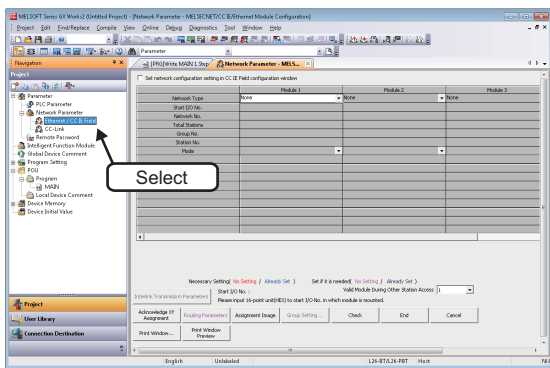 MELSOFT Series GX Works2 (Untitled Project) - [Network Parameter - MELSECNET/CC IE/Ethernet Module Configuration]
Project Edit Find/Replace Compile View Online Debug Diagnostics Tool Window Help
Parameter
Navigation
[PRG]Write MAIN 1 Step
Network Parameter - MELS...
Project
Set network configuration setting in CC IE Field configuration window
Module 1 Module 2 Module 3
Network Type None None None
Start I/O No.
Network No.
Total Stations
Group No.
Station No.
Mode
Parameter
PLC Parameter
Network Parameter
Ethernet / CC IE Field
CC-Link
Remote Password
Intelligent Function Module
Global Device Comment
Program Setting
POU
Program
MAIN
Local Device Comment
Device Memory
Device Initial Value
Select
Necessary Setting( No Setting / Already Set ) Set if it is needed( No Setting / Already Set )
Interlink Transmission Parameters
Start I/O No. :
Valid Module During Other Station Access 1
Please input 16-point unit(HEX) to start I/O No. in which module is mounted.
Acknowledge XY Assignment
Routing Parameters
Assignment Image
Group Setting...
Check
End
Cancel
Print Window...
Print Window Preview
Project
User Library
Connection Destination
English Unlabeled L26-BT/L26-PBT Host NU